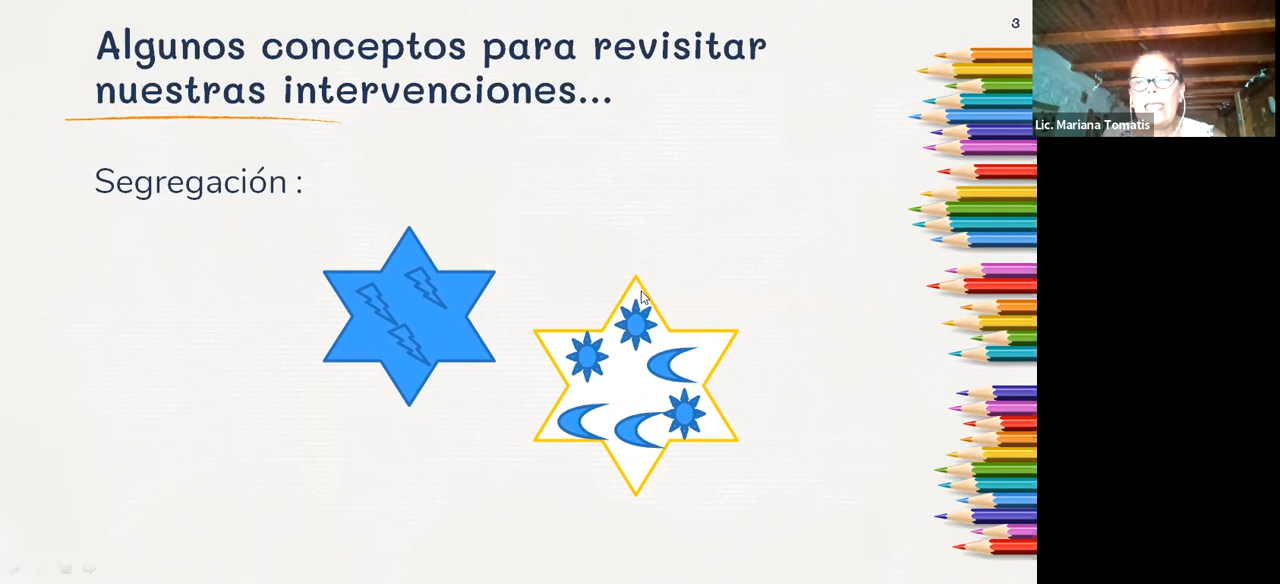 Algunos conceptos para revisitar
nuestras intervenciones...
3
Segregación :
Lic. Mariana Tomatis